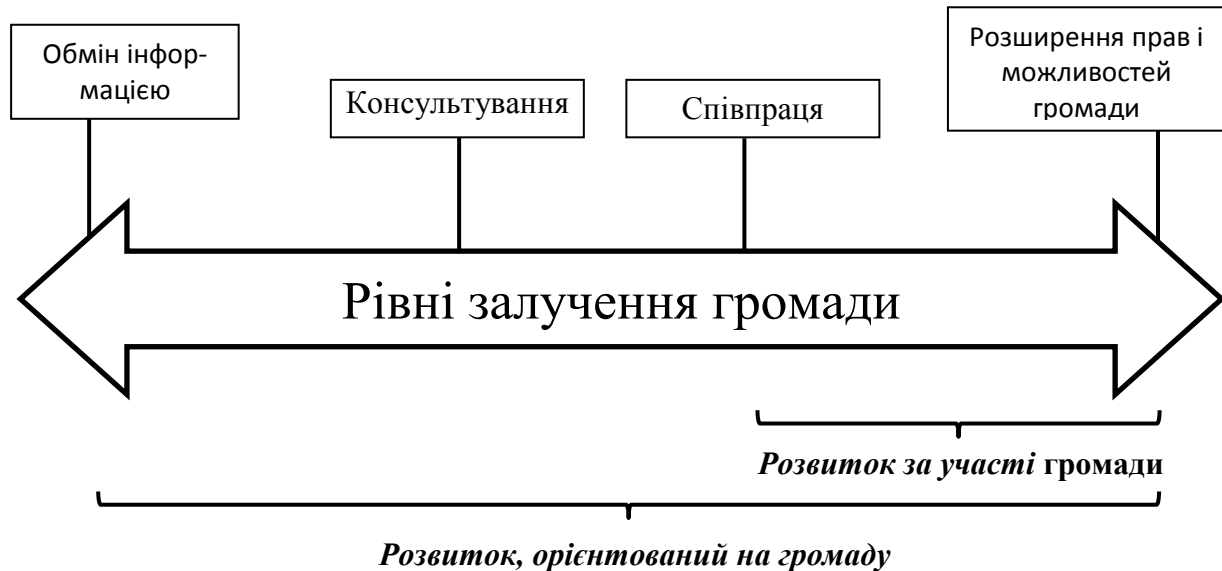 Обмін інфор-
мацією
Консультування
Співпраця
Розширення прав і
можливостей
громади
Рівні залучення громади
Розвиток за участі громади
Розвиток, орієнтований на громаду